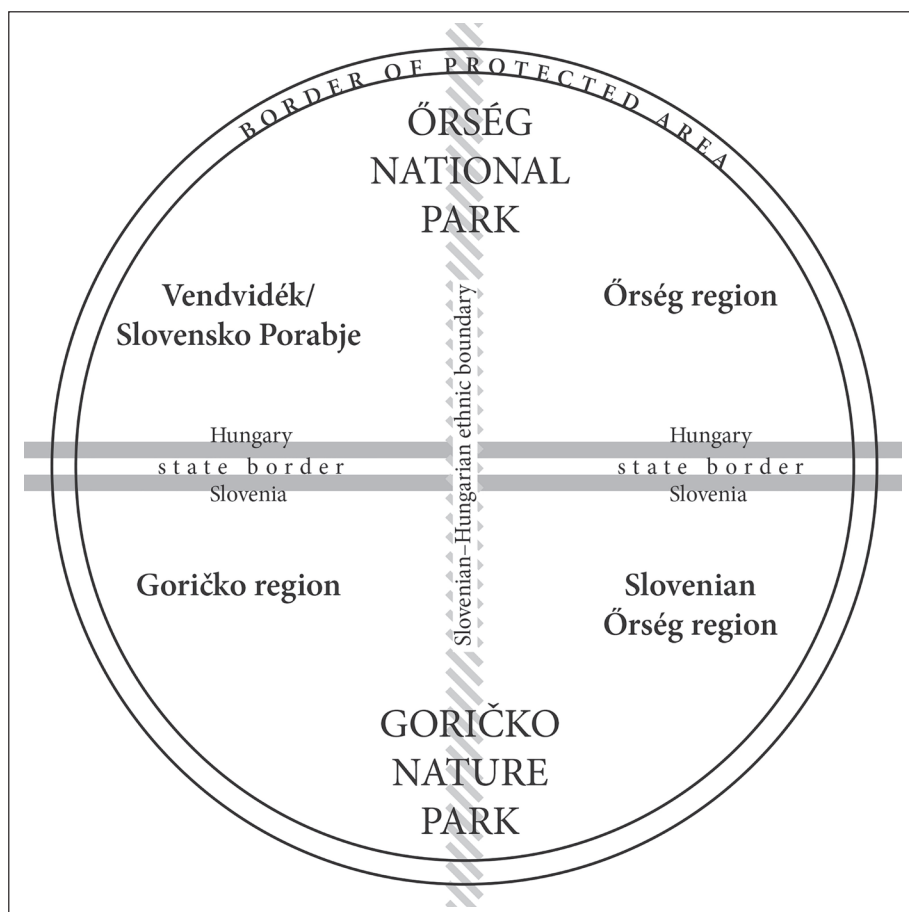 BORDER OF PROTECTED AREA
ŐRSÉG
NATIONAL
PARK
Vendvidék/
Slovensko Porabje
Őrség region
Slovenian–Hungarian ethnic boundary
Hungary
state border
Slovenia
Hungary
state border
Slovenia
Goričko region
Slovenian
Őrség region
GORIČKO
NATURE
PARK